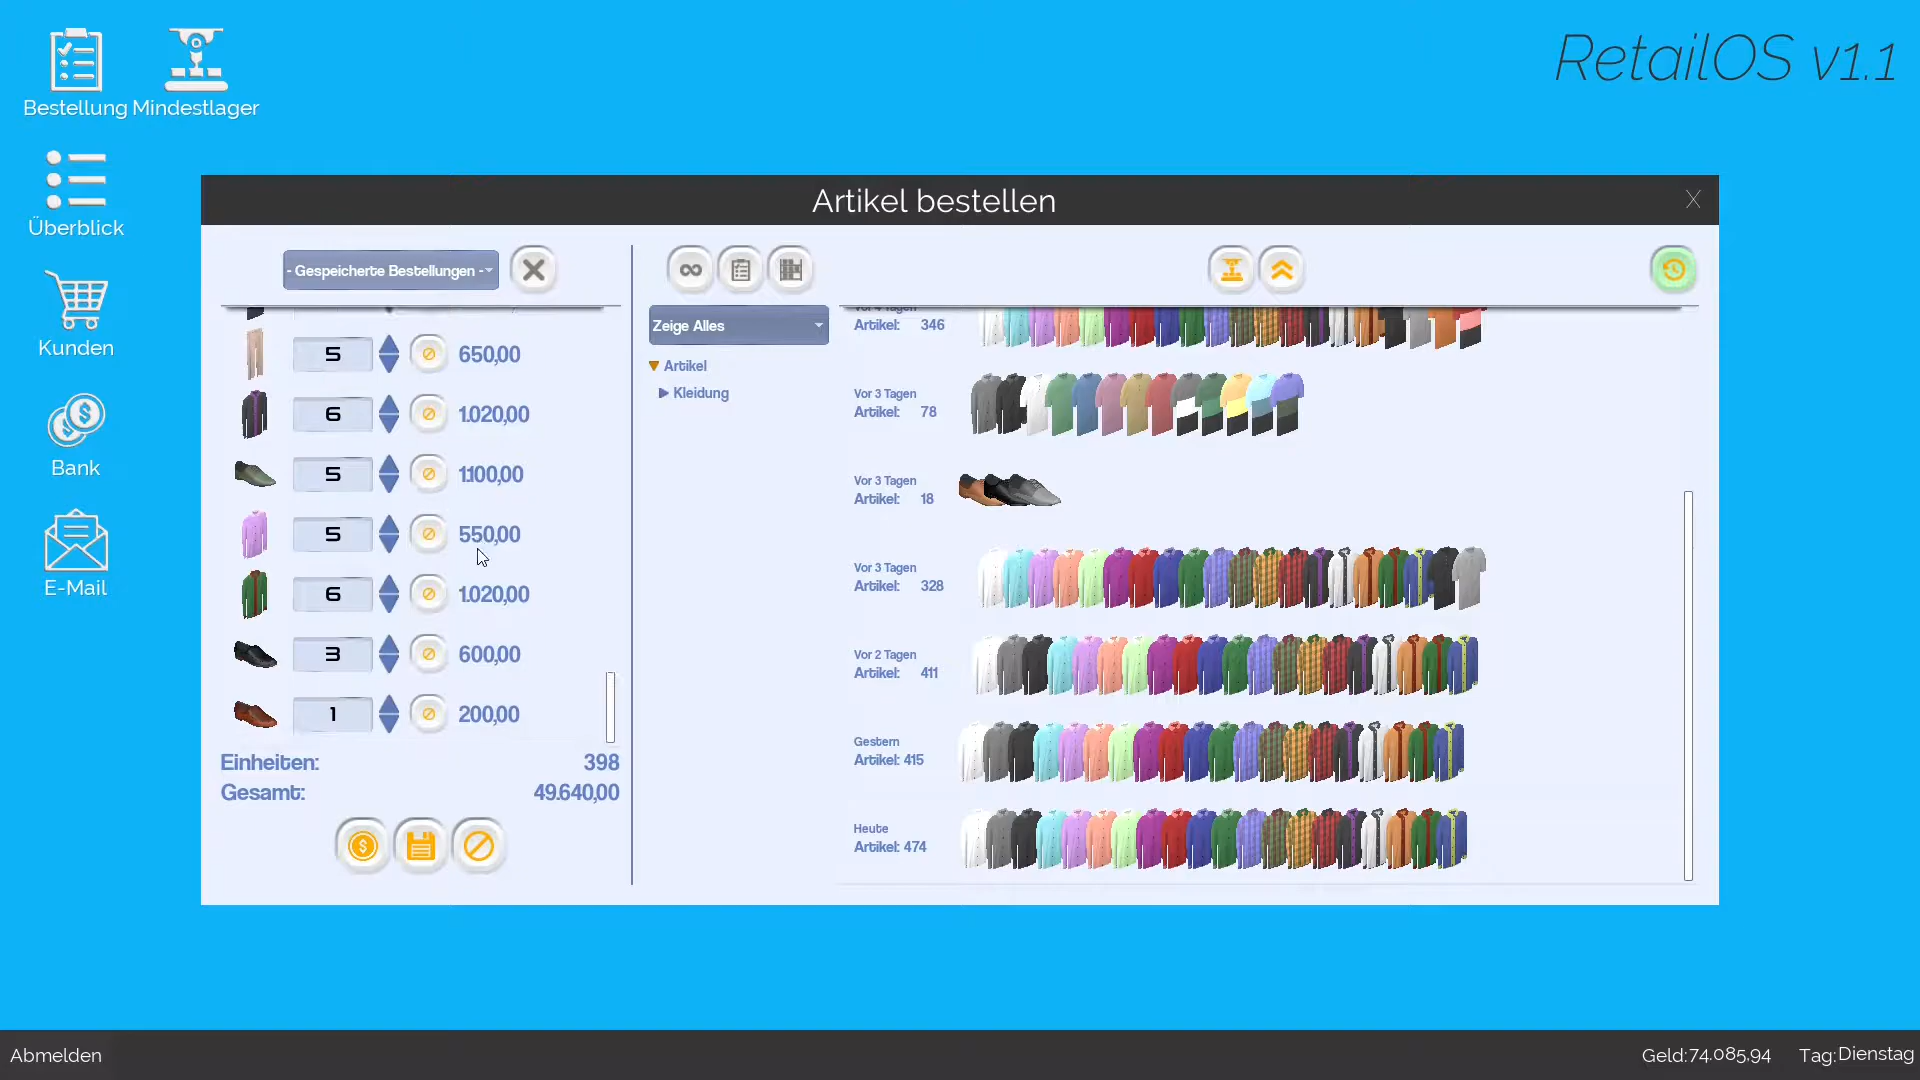 RetailOS v1.1
Bestellung
Mindestlager
Überblick
Kunden
Bank
E-Mail
Artikel bestellen
X
- Gespeicherte Bestellungen -
5 650,00
6 1.020,00
5 1.100,00
5 550,00
6 1.020,00
3 600,00
1 200,00
Einheiten: 398
Gesamt: 49.640,00
Zeige Alles
Artikel
Kleidung
Vor 4 Tagen
Artikel: 346
Vor 3 Tagen
Artikel: 78
Vor 3 Tagen
Artikel: 18
Vor 3 Tagen
Artikel: 328
Vor 2 Tagen
Artikel: 411
Gestern
Artikel: 415
Heute
Artikel: 474
Abmelden
Geld: 74.085,94
Tag: Dienstag